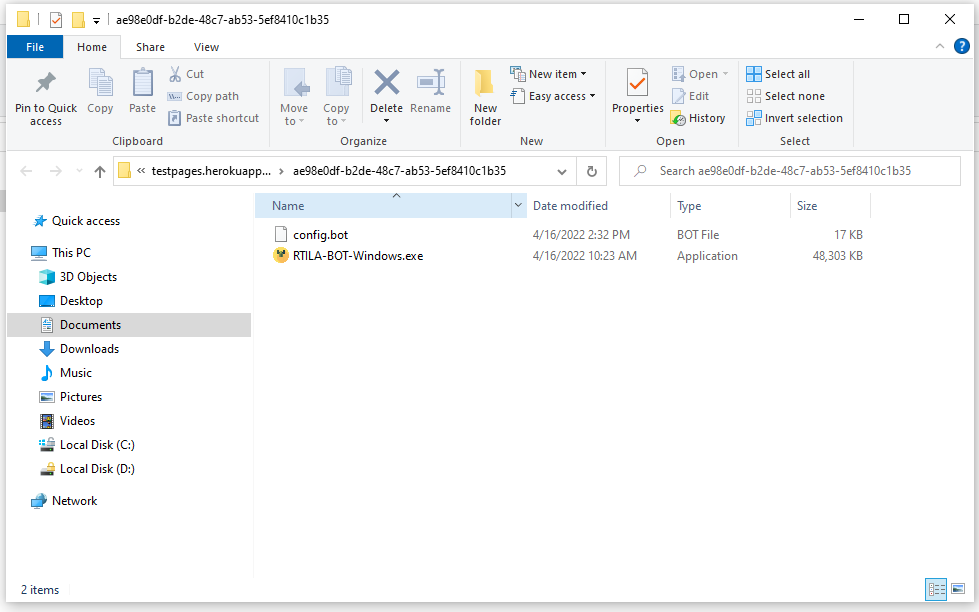 ae98e0df-b2de-48c7-ab53-5ef8410c1b35
File Home Share View
Pin to Quick access
Copy
Paste
Cut
Copy path
Paste shortcut
Clipboard
Move to
Copy to
Delete
Rename
Organize
New folder
New item
Easy access
New
Properties
Open
Edit
History
Open
Select all
Select none
Invert selection
Select
« testpages.herokuapp... › ae98e0df-b2de-48c7-ab53-5ef8410c1b35
Search ae98e0df-b2de-48c7-ab53-5ef8410c1b35
Quick access
This PC
3D Objects
Desktop
Documents
Downloads
Music
Pictures
Videos
Local Disk (C:)
Local Disk (D:)
Network
Name Date modified Type Size
config.bot 4/16/2022 2:32 PM BOT File 17 KB
RTILA-BOT-Windows.exe 4/16/2022 10:23 AM Application 48,303 KB
2 items